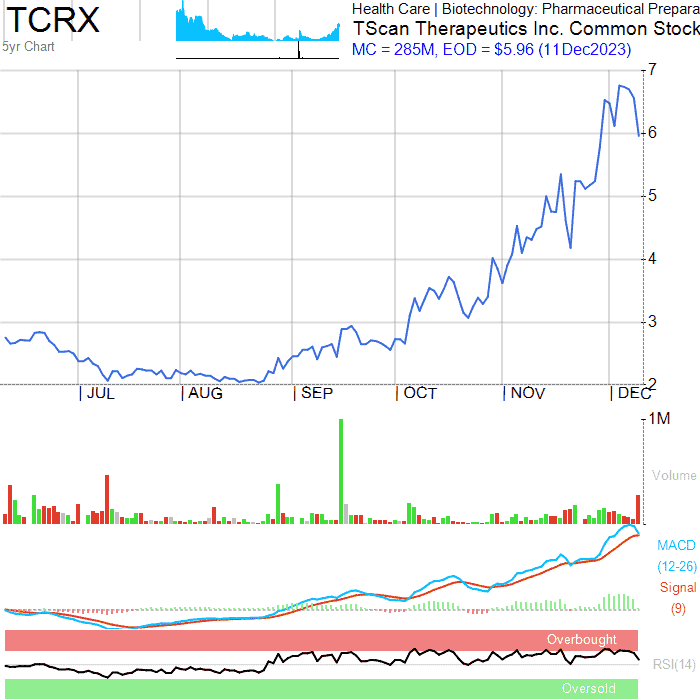 TCRX
5yr Chart
Health Care | Biotechnology: Pharmaceutical Prepara
TScan Therapeutics Inc. Common Stock
MC = 285M, EOD = $5.96 (11Dec2023)
7
6
5
4
3
2
JUL
AUG
SEP
OCT
NOV
DEC
1M
Volume
MACD
(12-26)
Signal
(9)
Overbought
RSI(14)
Oversold